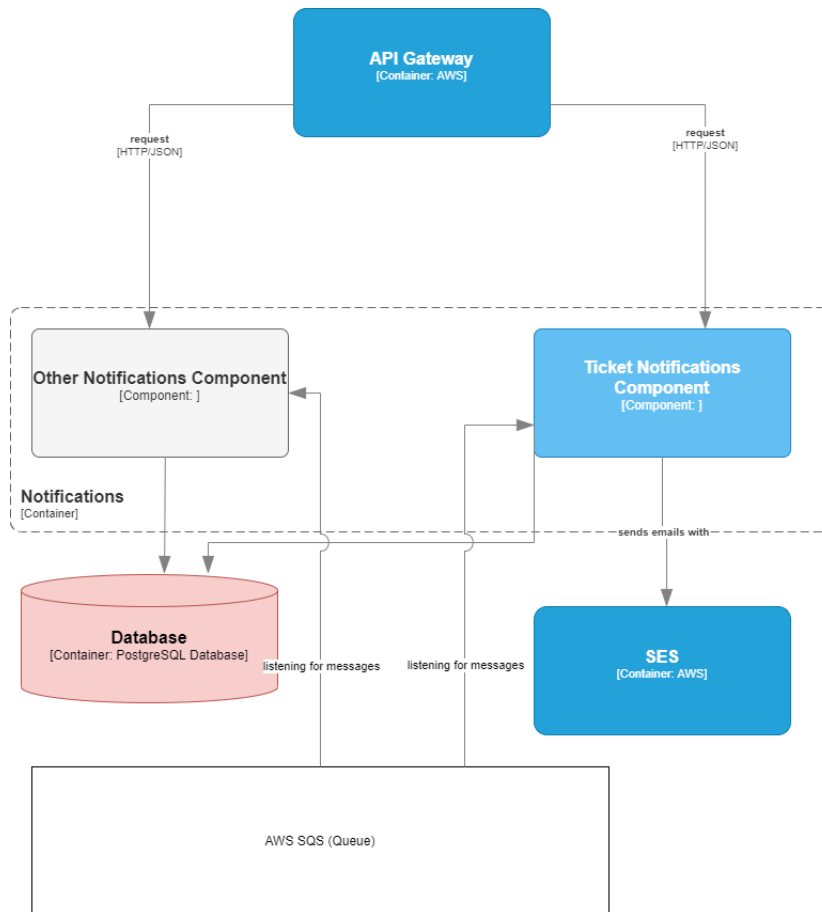 API Gateway
[Container: AWS]
request
[HTTP/JSON]
request
[HTTP/JSON]
Other Notifications Component
[Component: ]
Ticket Notifications
Component
[Component: ]
Notifications
[Container]
sends emails with
Database
[Container: PostgreSQL Database]
listening for messages
listening for messages
SES
[Container: AWS]
AWS SQS (Queue)